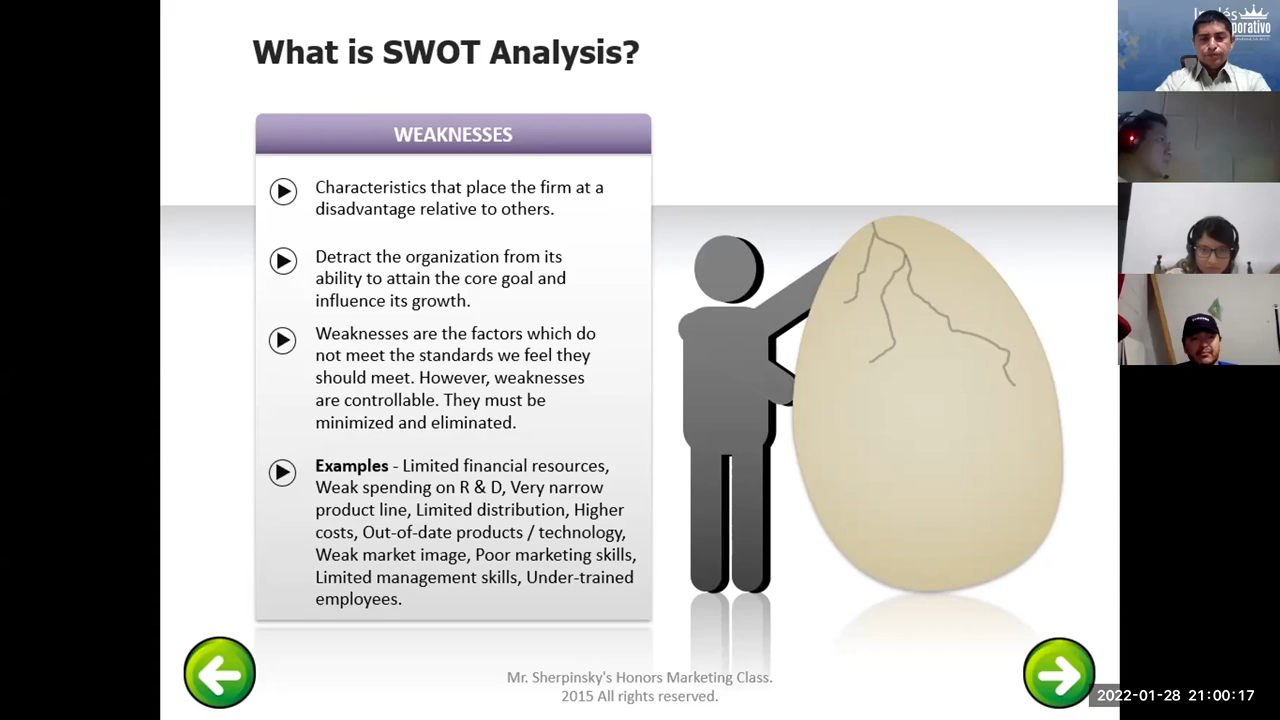 What is SWOT Analysis?
WEAKNESSES
Characteristics that place the firm at a
disadvantage relative to others.
Detract the organization from its
ability to attain the core goal and
influence its growth.
Weaknesses are the factors which do
not meet the standards we feel they
should meet. However, weaknesses
are controllable. They must be
minimized and eliminated.
Examples - Limited financial resources,
Weak spending on R & D, Very narrow
product line, Limited distribution, Higher
costs, Out-of-date products / technology,
Weak market image, Poor marketing skills,
Limited management skills, Under-trained
employees.
Mr. Sherpinsky's Honors Marketing Class.
2015 All rights reserved.
2022-01-28 21:00:17